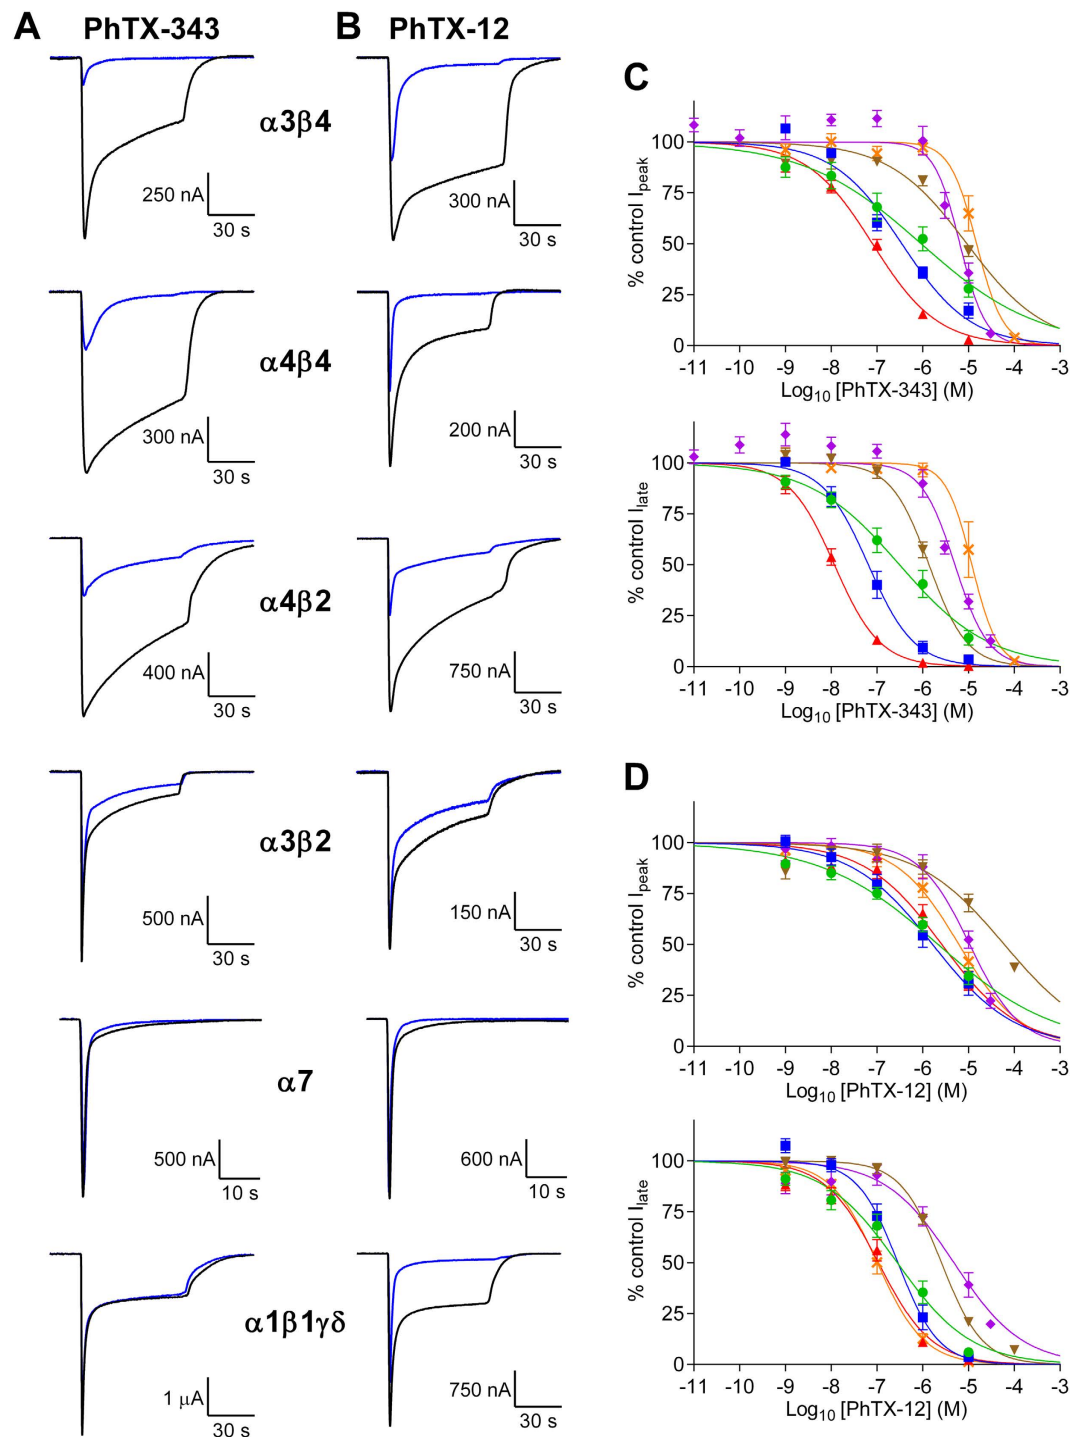 A PhTX-343 B PhTX-12
α3β4
250 nA
30 s
300 nA
30 s
α4β4
300 nA
30 s
200 nA
30 s
α4β2
400 nA
30 s
750 nA
30 s
α3β2
500 nA
30 s
150 nA
30 s
α7
500 nA
10 s
600 nA
10 s
α1β1γδ
1 μA
30 s
750 nA
30 s
C
% control Ipeak
100
75
50
25
0
-11 -10 -9 -8 -7 -6 -5 -4 -3
Log10 [PhTX-343] (M)
% control Ilate
100
75
50
25
0
-11 -10 -9 -8 -7 -6 -5 -4 -3
Log10 [PhTX-343] (M)
D
% control Ipeak
100
75
50
25
0
-11 -10 -9 -8 -7 -6 -5 -4 -3
Log10 [PhTX-12] (M)
% control Ilate
100
75
50
25
0
-11 -10 -9 -8 -7 -6 -5 -4 -3
Log10 [PhTX-12] (M)